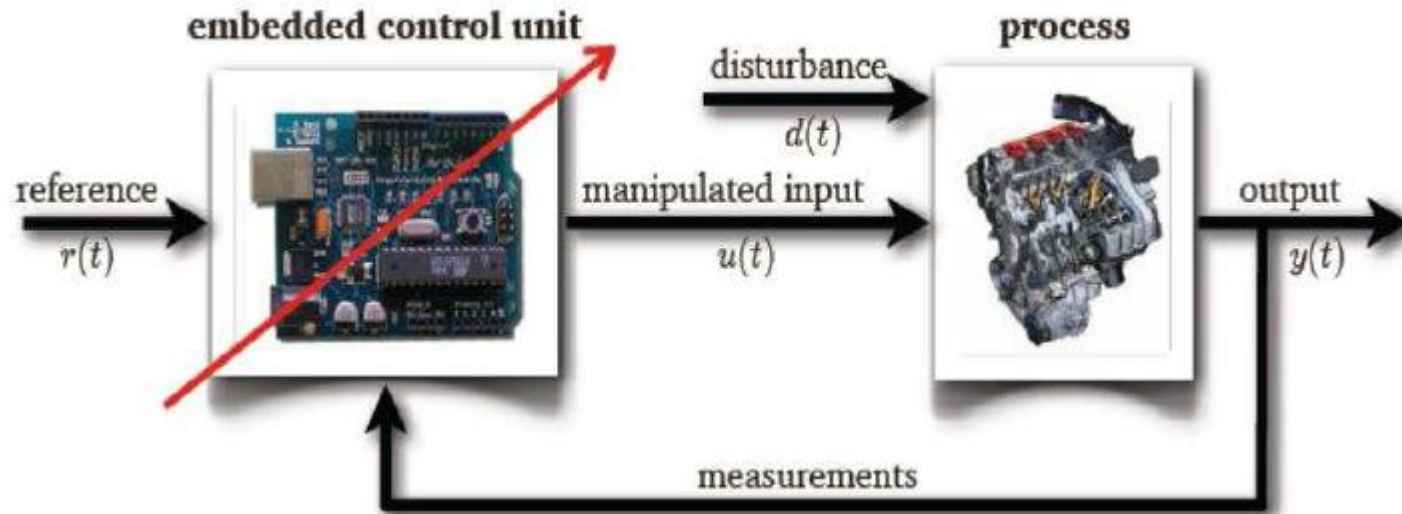 embedded control unit
process
disturbance
d(t)
reference
r(t)
manipulated input
u(t)
output
y(t)
measurements